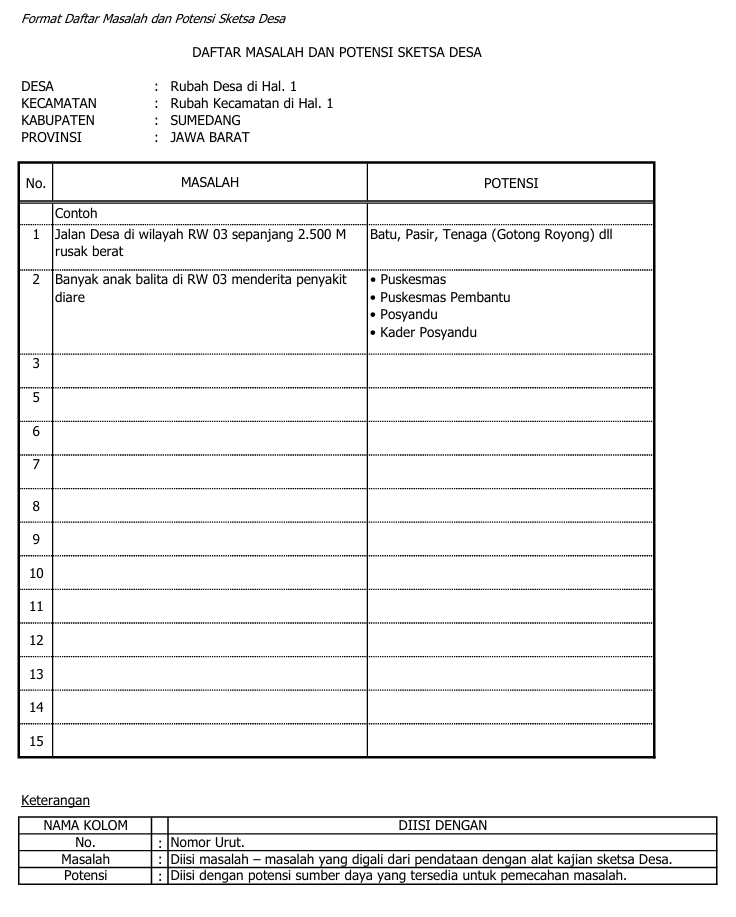 Format Daftar Masalah dan Potensi Sketsa Desa
DAFTAR MASALAH DAN POTENSI SKETSA DESA
DESA : Rubah Desa di Hal. 1
KECAMATAN : Rubah Kecamatan di Hal. 1
KABUPATEN : SUMEDANG
PROVINSI : JAWA BARAT
No. MASALAH POTENSI
Contoh
1 Jalan Desa di wilayah RW 03 sepanjang 2.500 M Batu, Pasir, Tenaga (Gotong Royong) dll
rusak berat
2 Banyak anak balita di RW 03 menderita penyakit • Puskesmas
diare • Puskesmas Pembantu
• Posyandu
• Kader Posyandu
3
5
6
7
8
9
10
11
12
13
14
15
Keterangan
NAMA KOLOM DIISI DENGAN
No. : Nomor Urut.
Masalah : Diisi masalah – masalah yang digali dari pendataan dengan alat kajian sketsa Desa.
Potensi : Diisi dengan potensi sumber daya yang tersedia untuk pemecahan masalah.